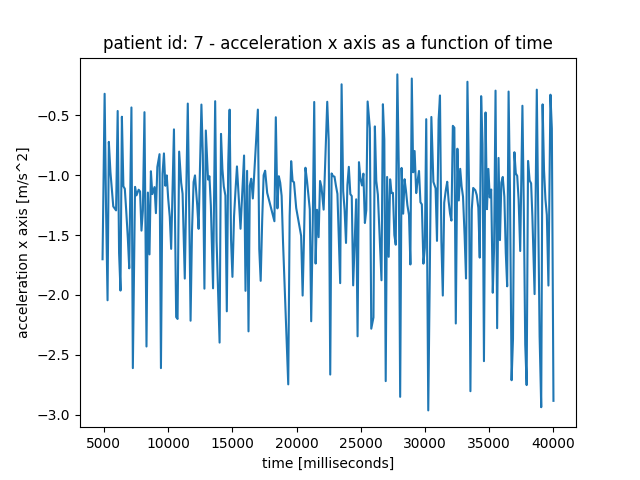 patient id: 7 - acceleration x axis as a function of time
acceleration x axis [m/s^2]
−0.5
−1.0
−1.5
−2.0
−2.5
−3.0
5000 10000 15000 20000 25000 30000 35000 40000
time [milliseconds]